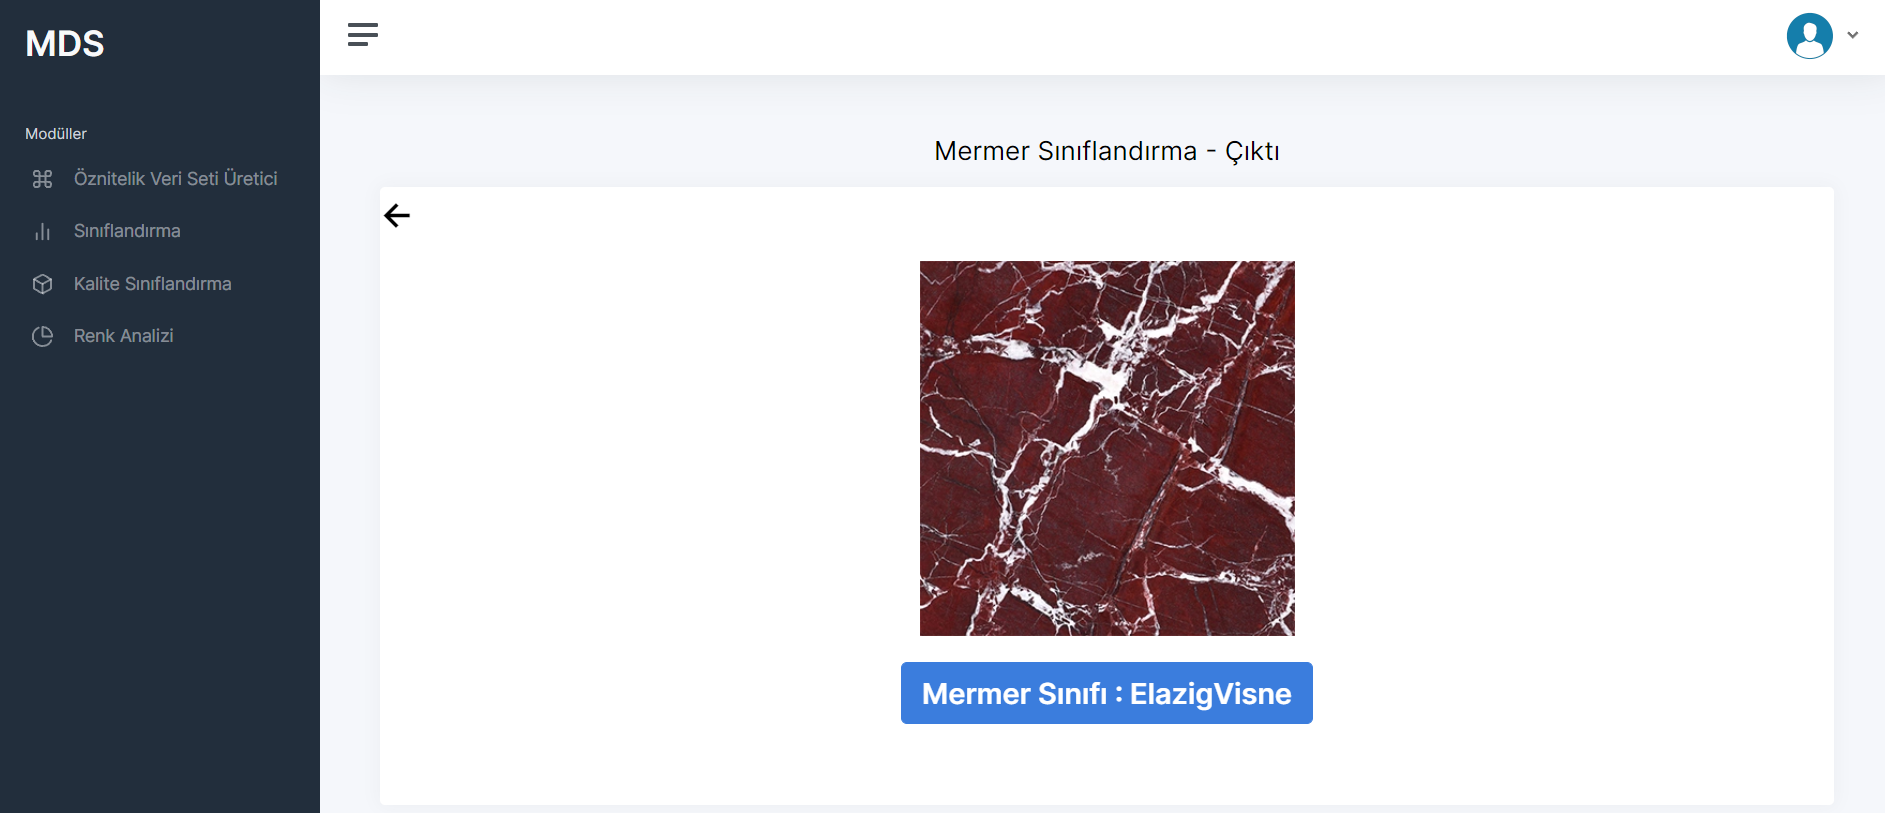 MDS
Modüller
Öznitelik Veri Seti Üretici
Sınıflandırma
Kalite Sınıflandırma
Renk Analizi
Mermer Sınıflandırma - Çıktı
Mermer Sınıfı : ElazigVisne